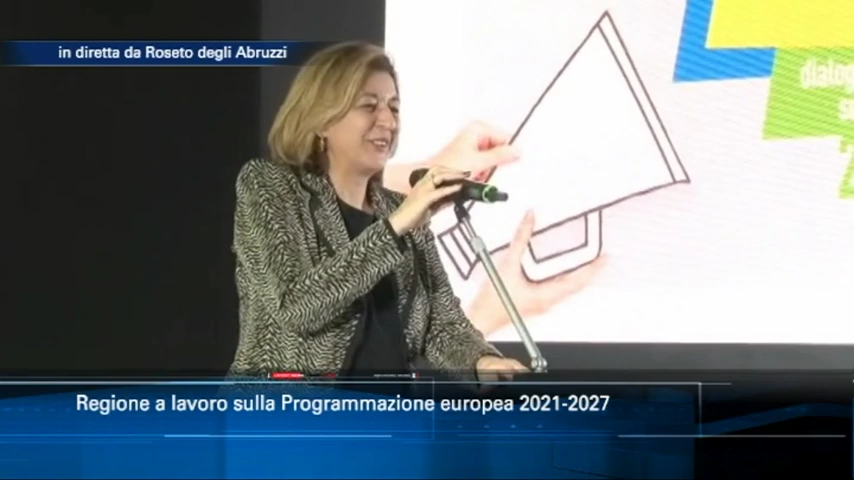 in diretta da Roseto degli Abruzzi
Regione a lavoro sulla Programmazione europea 2021-2027